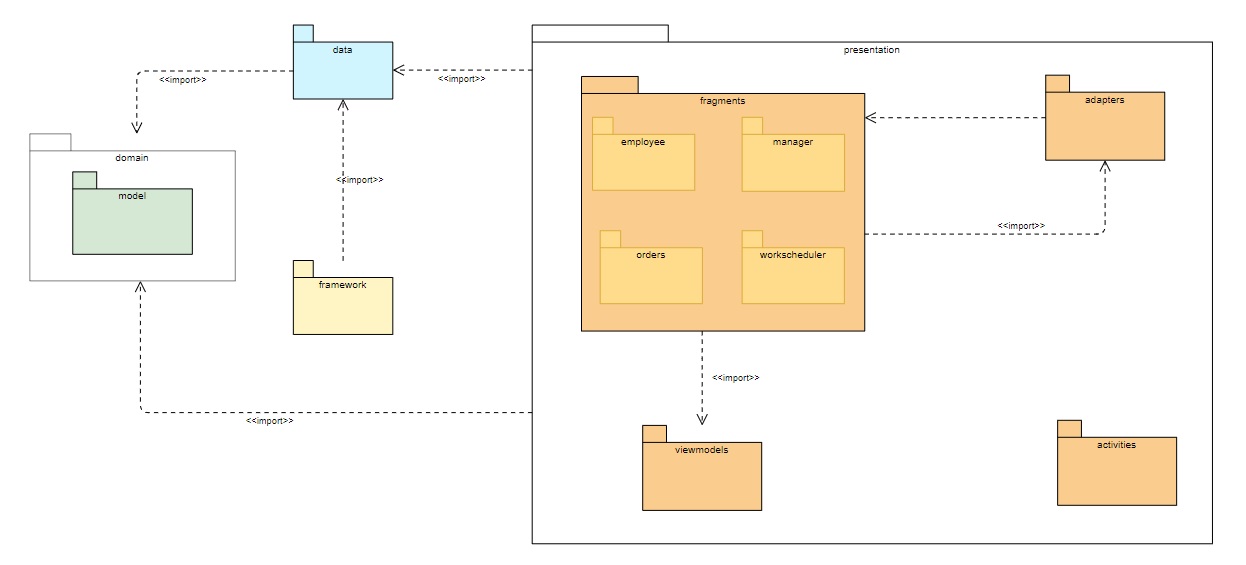 data
presentation
<<import>>
<<import>>
fragments
adapters
employee
manager
domain
<<import>>
model
<<import>>
orders
workscheduler
framework
<<import>>
<<import>>
viewmodels
activities